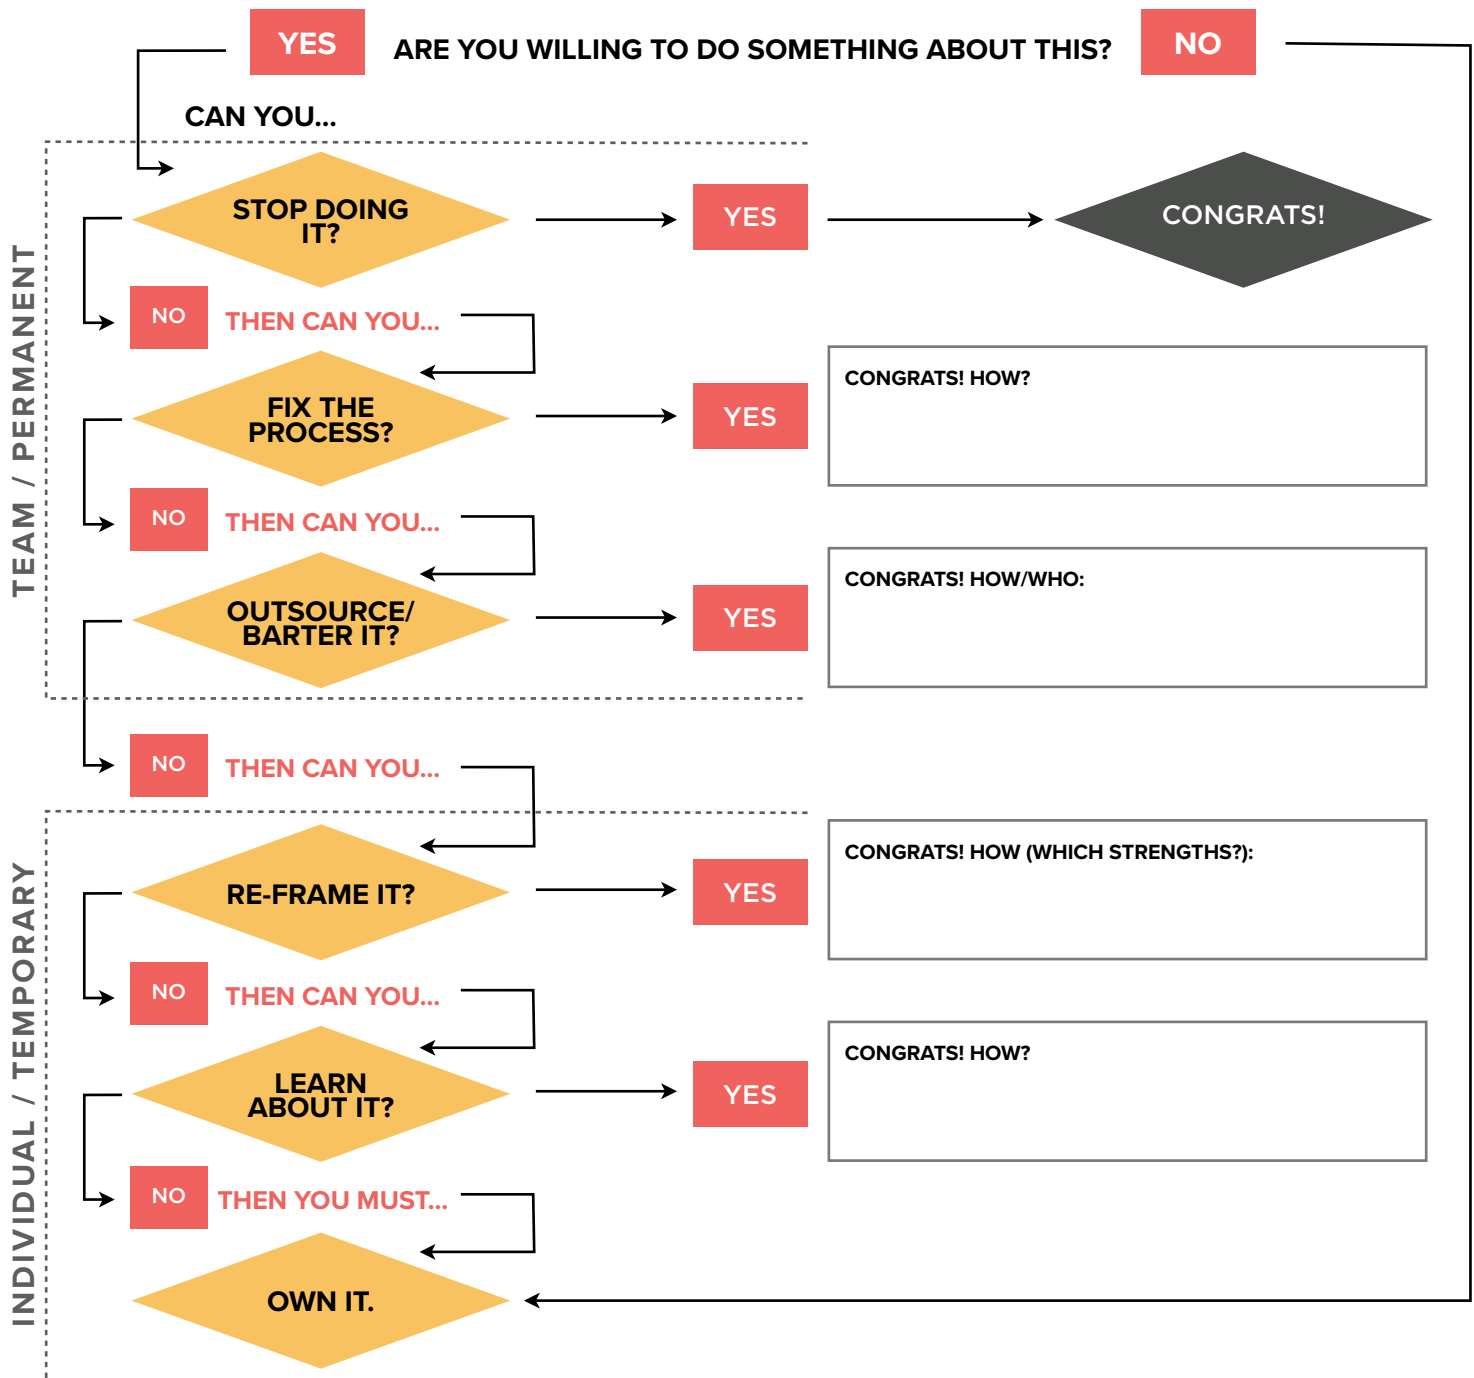 YES
ARE YOU WILLING TO DO SOMETHING ABOUT THIS?
NO
CAN YOU...
TEAM / PERMANENT
STOP DOING
IT?
YES
CONGRATS!
NO
THEN CAN YOU...
FIX THE
PROCESS?
YES
CONGRATS! HOW?
NO
THEN CAN YOU...
OUTSOURCE/
BARTER IT?
YES
CONGRATS! HOW/WHO:
NO
THEN CAN YOU...
INDIVIDUAL / TEMPORARY
RE-FRAME IT?
YES
CONGRATS! HOW (WHICH STRENGTHS?):
NO
THEN CAN YOU...
LEARN
ABOUT IT?
YES
CONGRATS! HOW?
NO
THEN YOU MUST...
OWN IT.